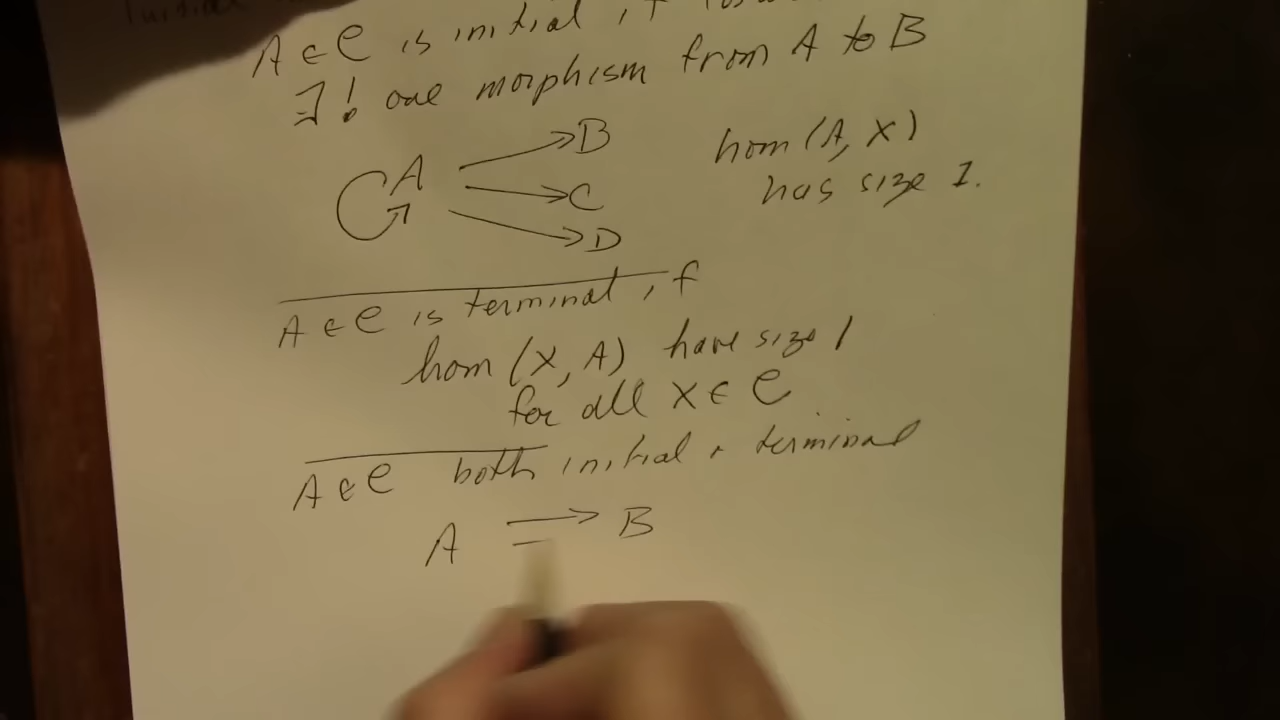 Initial
A ∈ C is initial if
∃! one morphism from A to B
A → B
→ C
→ D
hom(A, X)
has size 1.
A ∈ C is terminal if
hom (X, A) have size 1
for all X ∈ C
A ∈ C both initial + terminal
A → B